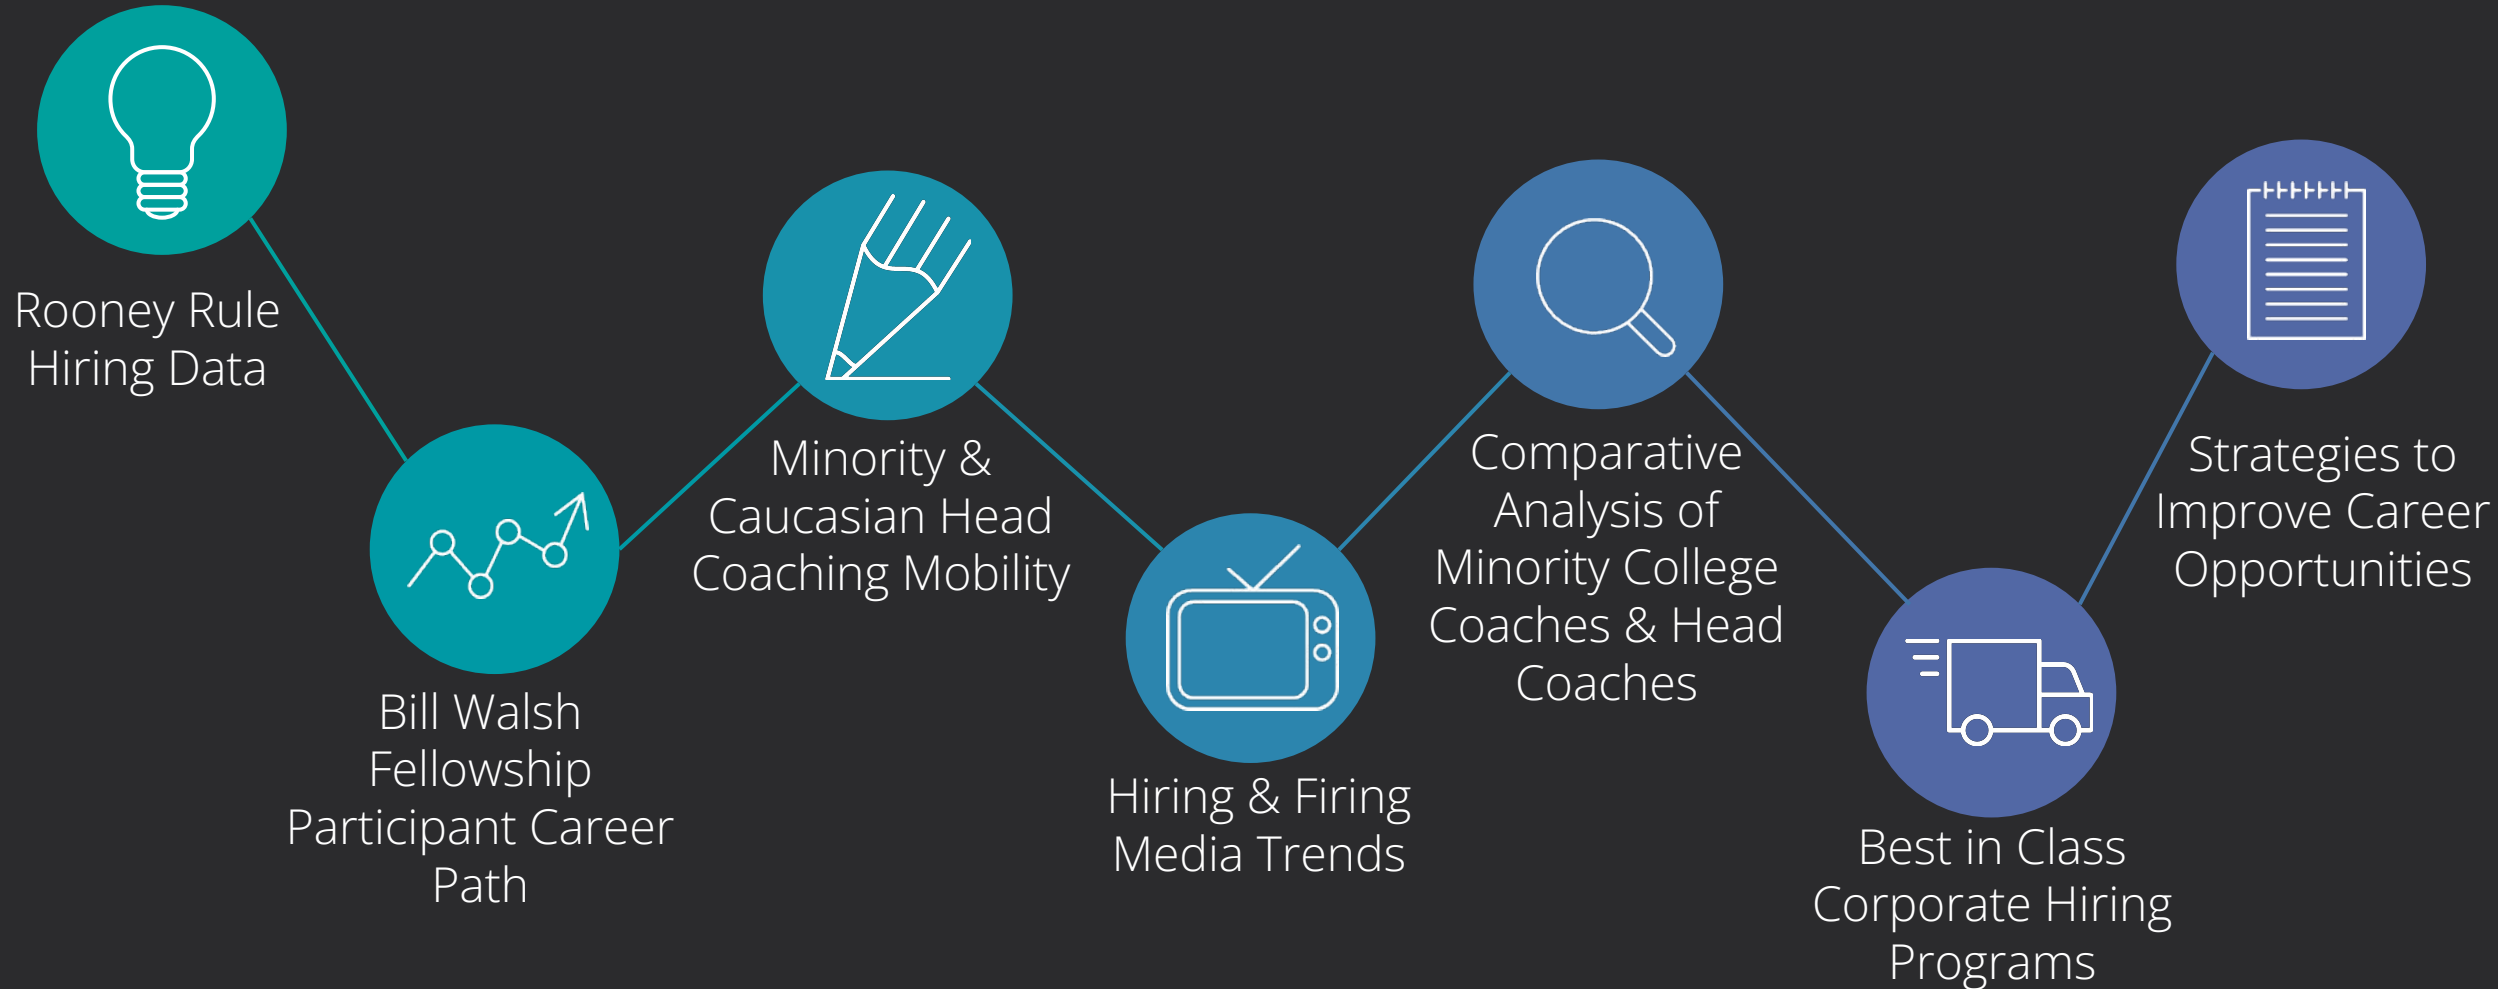 Rooney Rule
Hiring Data
Bill Walsh
Fellowship
Participant Career
Path
Minority &
Caucasian Head
Coaching Mobility
Hiring & Firing
Media Trends
Comparative
Analysis of
Minority College
Coaches & Head
Coaches
Best in Class
Corporate Hiring
Programs
Strategies to
Improve Career
Opportunities